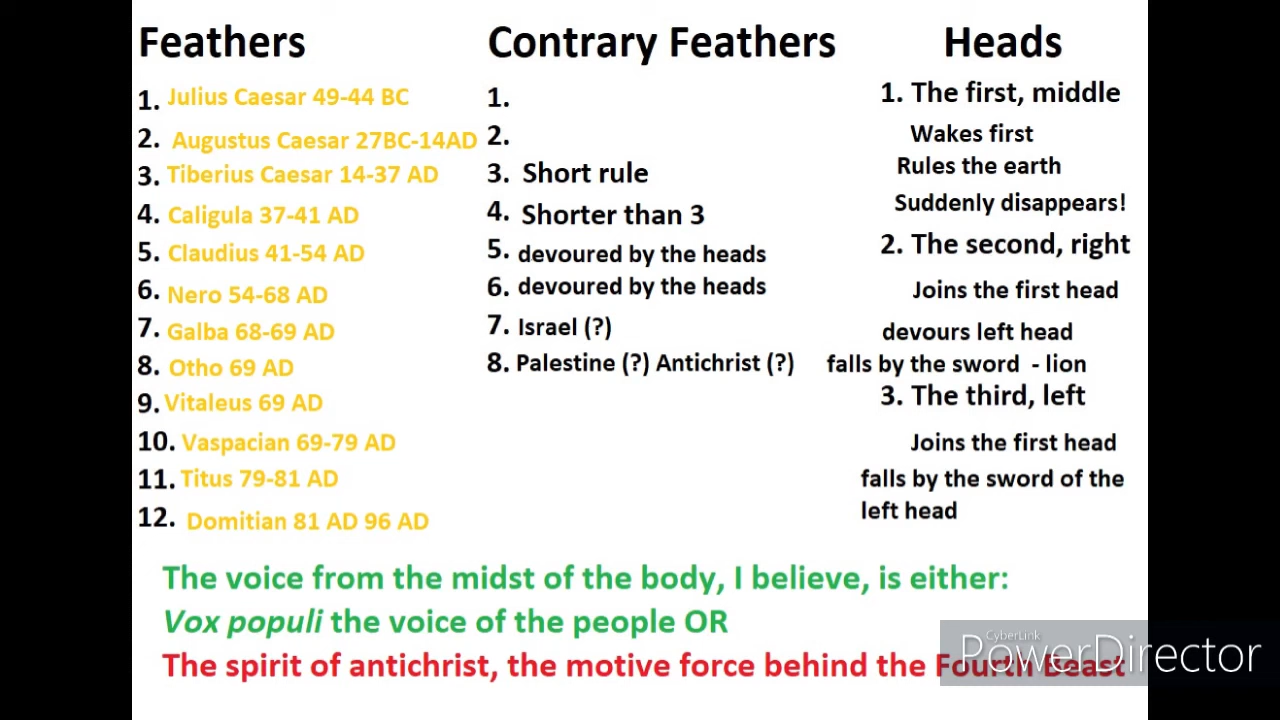 Feathers
1. Julius Caesar 49-44 BC
2. Augustus Caesar 27BC-14AD
3. Tiberius Caesar 14-37 AD
4. Caligula 37-41 AD
5. Claudius 41-54 AD
6. Nero 54-68 AD
7. Galba 68-69 AD
8. Otho 69 AD
9. Vitaleus 69 AD
10. Vaspacian 69-79 AD
11. Titus 79-81 AD
12. Domitian 81 AD 96 AD
Contrary Feathers
1.
2.
3. Short rule
4. Shorter than 3
5. devoured by the heads
6. devoured by the heads
7. Israel (?)
8. Palestine (?) Antichrist (?)
Heads
1. The first, middle
Wakes first
Rules the earth
Suddenly disappears!
2. The second, right
Joins the first head
devours left head
falls by the sword - lion
3. The third, left
Joins the first head
falls by the sword of the
left head
The voice from the midst of the body, I believe, is either:
Vox populi the voice of the people OR
The spirit of antichrist, the motive force behind the Fourth Beast
CyberLink
PowerDirector